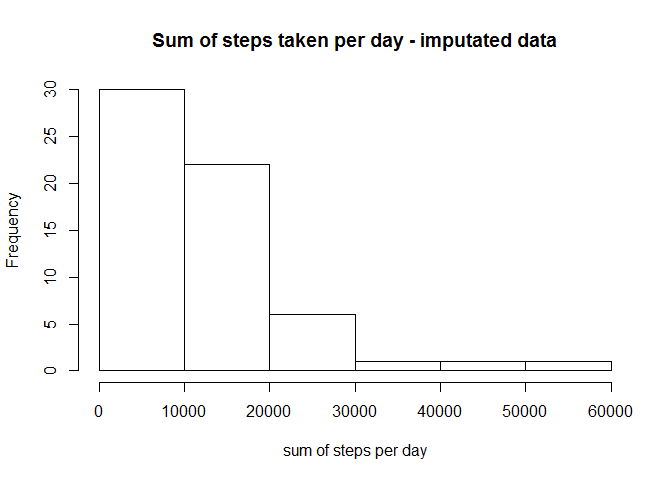 Sum of steps taken per day - imputated data
Frequency
30
25
20
15
10
5
0
0 10000 20000 30000 40000 50000 60000
sum of steps per day